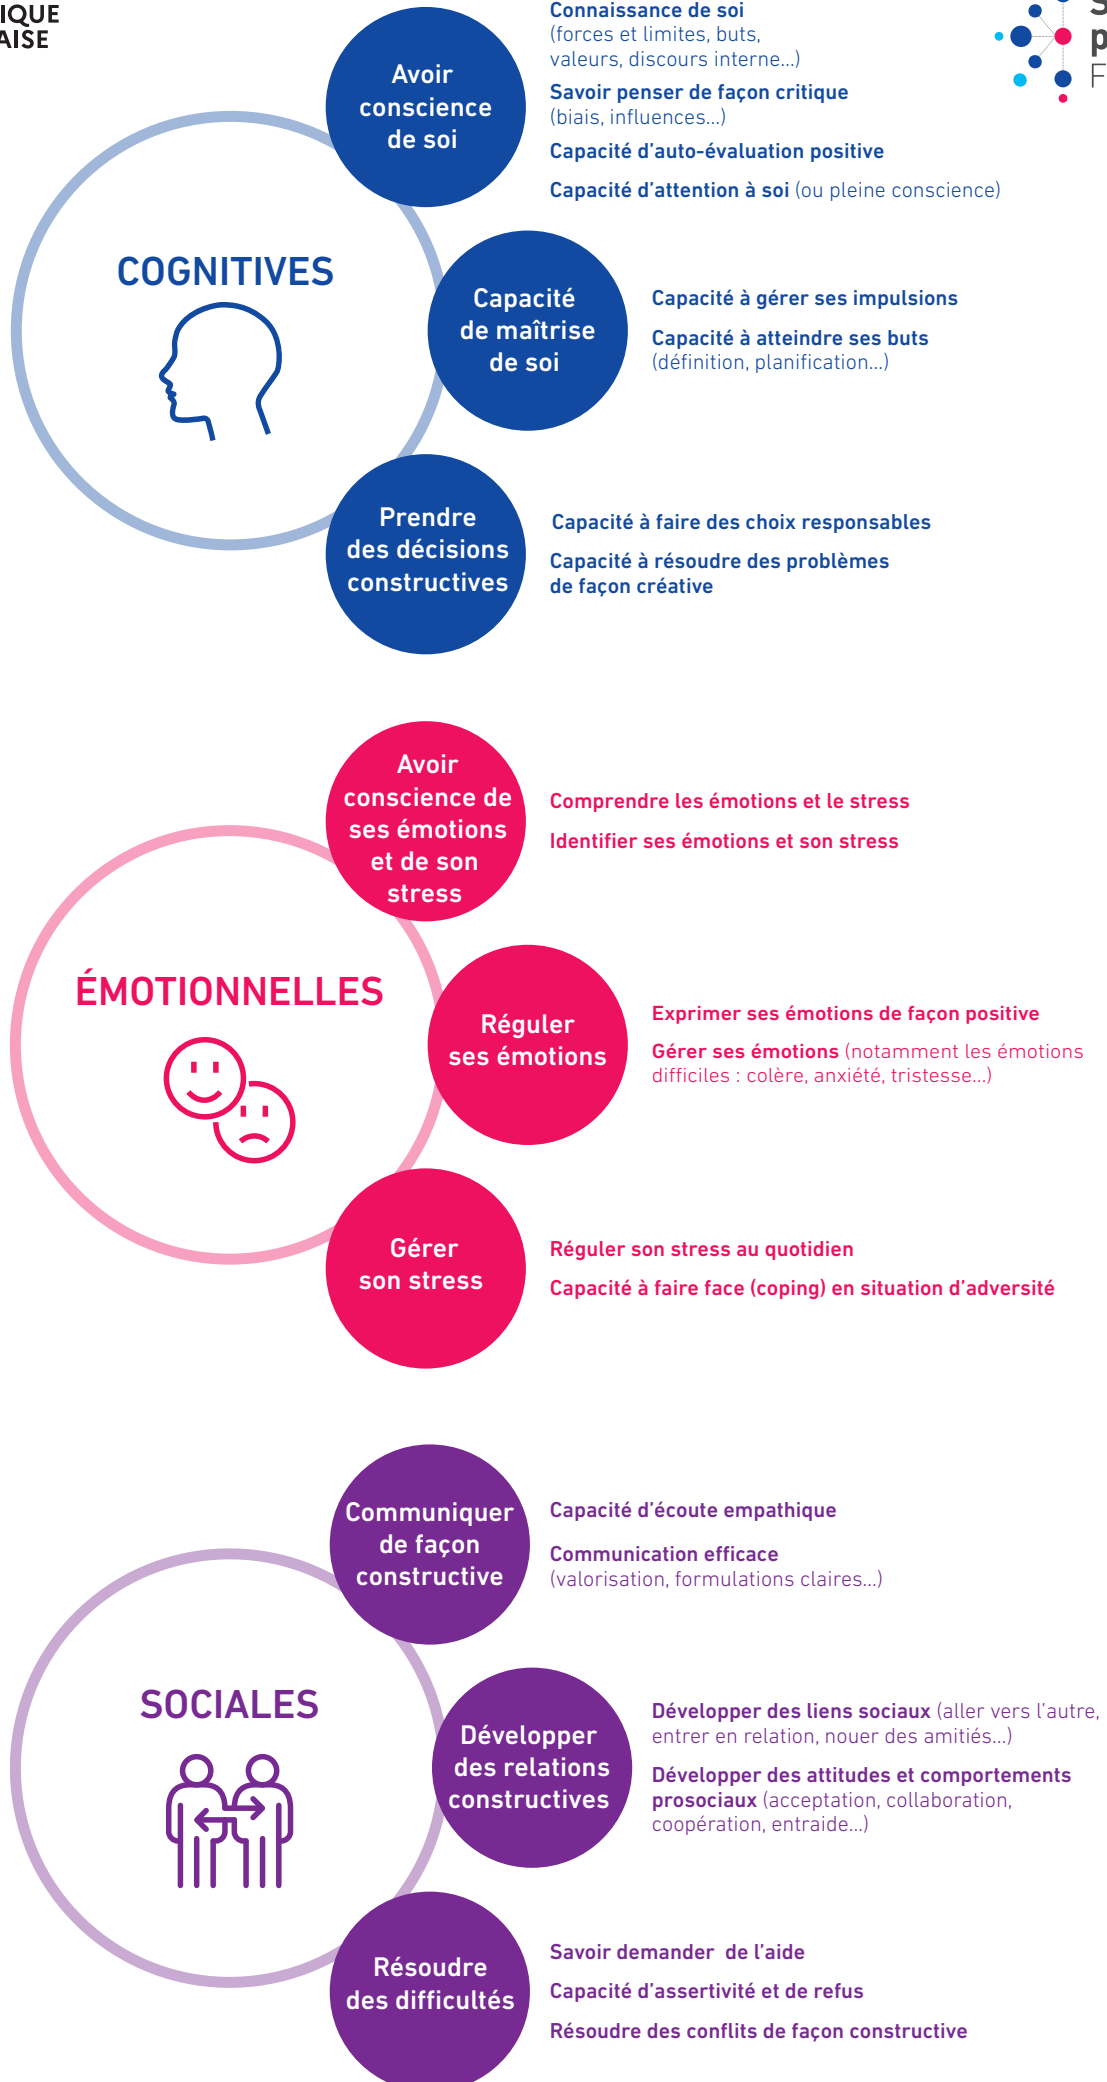 IQUE
AISE
Connaissance de soi
(forces et limites, buts,
valeurs, discours interne...)
Savoir penser de façon critique
(biais, influences...)
Capacité d'auto-évaluation positive
Capacité d'attention à soi (ou pleine conscience)
Avoir
conscience
de soi
COGNITIVES
Capacité
de maîtrise
de soi
Capacité à gérer ses impulsions
Capacité à atteindre ses buts
(définition, planification...)
Prendre
des décisions
constructives
Capacité à faire des choix responsables
Capacité à résoudre des problèmes
de façon créative
Avoir
conscience de
ses émotions
et de son
stress
Comprendre les émotions et le stress
Identifier ses émotions et son stress
ÉMOTIONNELLES
Réguler
ses émotions
Exprimer ses émotions de façon positive
Gérer ses émotions (notamment les émotions
difficiles : colère, anxiété, tristesse...)
Gérer
son stress
Réguler son stress au quotidien
Capacité à faire face (coping) en situation d'adversité
Communiquer
de façon
constructive
Capacité d'écoute empathique
Communication efficace
(valorisation, formulations claires...)
SOCIALES
Développer
des relations
constructives
Développer des liens sociaux (aller vers l'autre,
entrer en relation, nouer des amitiés...)
Développer des attitudes et comportements
prosociaux (acceptation, collaboration,
coopération, entraide...)
Résoudre
des difficultés
Savoir demander  de l'aide
Capacité d'assertivité et de refus
Résoudre des conflits de façon constructive